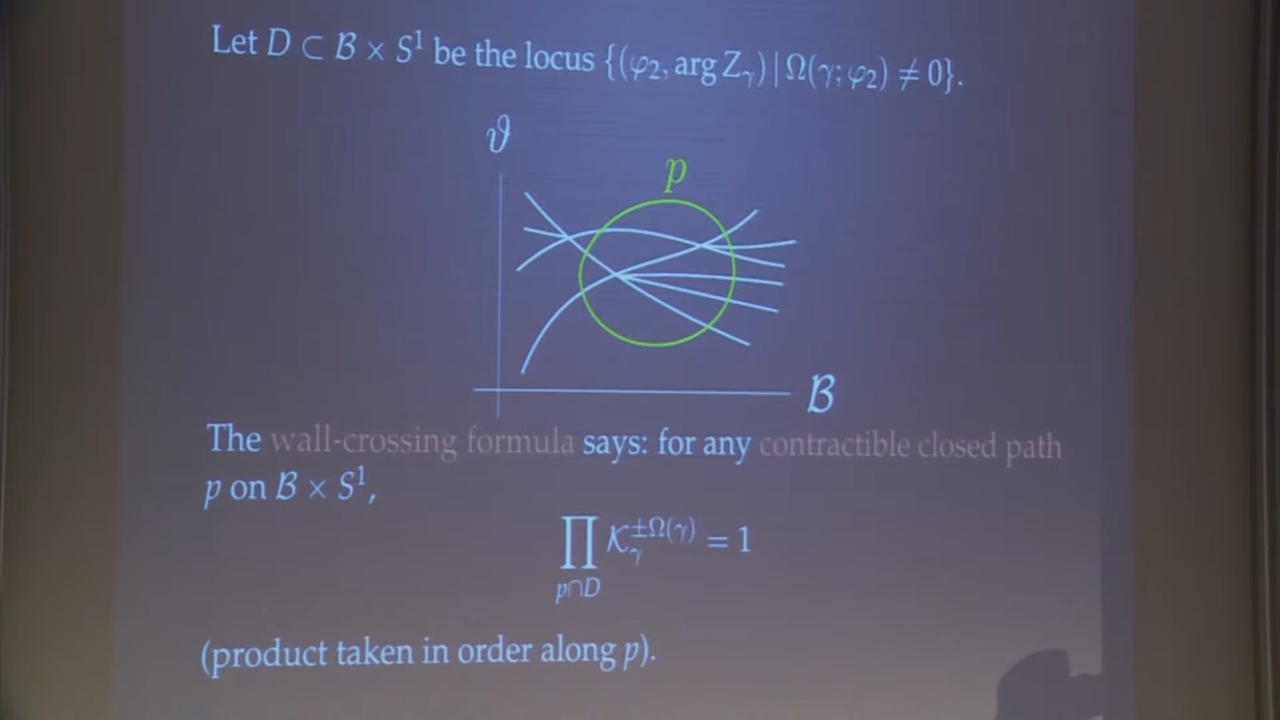 Let D ⊂ ℬ × S¹ be the locus {(φ₂, arg Z_γ) | Ω(γ; φ₂) ≠ 0}.
ϑ
p
ℬ
The wall-crossing formula says: for any contractible closed path
p on ℬ × S¹,
∏_{p∩D} 𝒦_γ^{±Ω(γ)} = 1
(product taken in order along p).